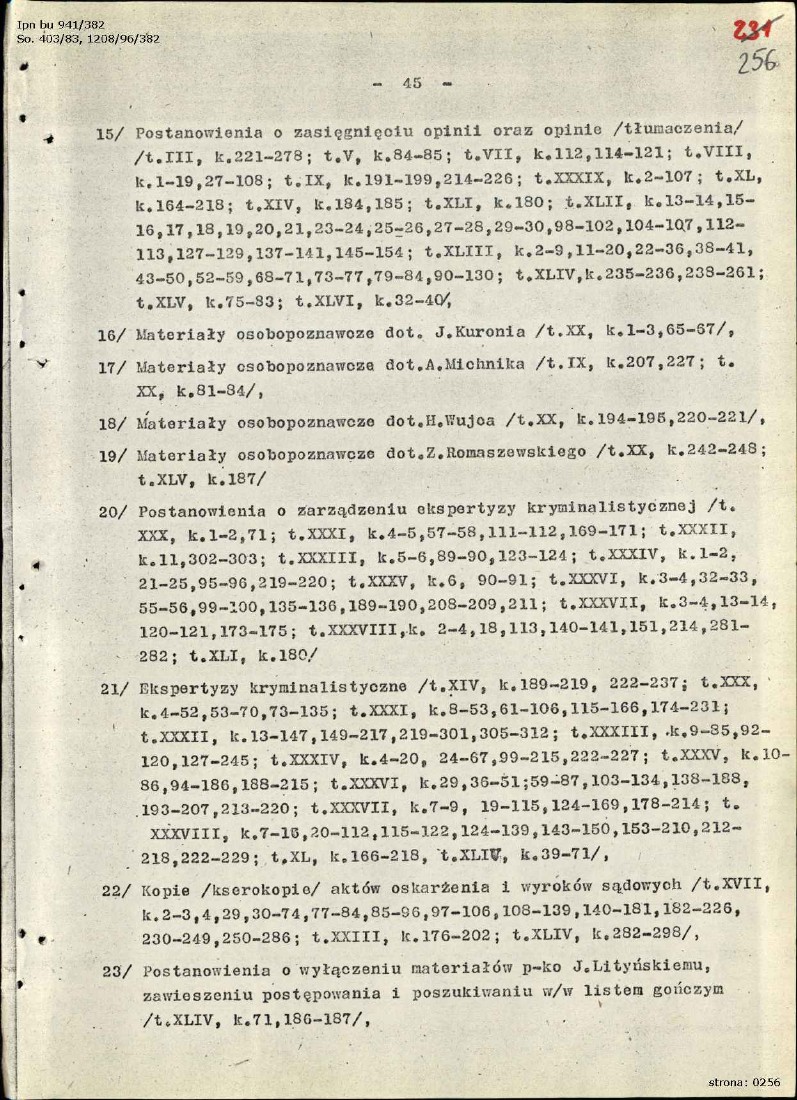 Ipn bu 941/382
So. 403/83, 1208/96/382
231
256
- 45 -
15/ Postanowienia o zasięgnięciu opinii oraz opinie /tłumaczenia/
/t.III, k.221-278; t.V, k.84-85; t.VII, k.112,114-121; t.VIII,
k.1-19,27-108; t.IX, k.191-199,214-226; t.XXXIX, k.2-107; t.XL,
k.164-218; t.XIV, k.184,185; t.XLI, k.180; t.XLII, k.13-14,15-
16,17,18,19,20,21,23-24,25-26,27-28,29-30,98-102,104-107,112-
113,127-129,137-141,145-154; t.XLIII, k.2-9,11-20,22-36,38-41,
43-50,52-59,68-71,73-77,79-84,90-130; t.XLIV,k.235-236,238-261;
t.XLV, k.75-83; t.XLVI, k.32-40/,
16/ Materiały osobopoznawcze dot. J.Kuronia /t.XX, k.1-3,65-67/,
17/ Materiały osobopoznawcze dot.A.Michnika /t.IX, k.207,227; t.
XX, k.81-84/,
18/ Materiały osobopoznawcze dot.H.Wujca /t.XX, k.194-195,220-221/,
19/ Materiały osobopoznawcze dot.Z.Romaszewskiego /t.XX, k.242-248;
t.XLV, k.187/
20/ Postanowienia o zarządzeniu ekspertyzy kryminalistycznej /t.
XXX, k.1-2,71; t.XXXI, k.4-5,57-58,111-112,169-171; t.XXXII,
k.11,302-303; t.XXXIII, k.5-6,89-90,123-124; t.XXXIV, k.1-2,
21-25,95-96,219-220; t.XXXV, k.6, 90-91; t.XXXVI, k.3-4,32-33,
55-56,99-100,135-136,189-190,208-209,211; t.XXXVII, k.3-4,13-14,
120-121,173-175; t.XXXVIII,k. 2-4,18,113,140-141,151,214,281-
282; t.XLI, k.180/
21/ Ekspertyzy kryminalistyczne /t.XIV, k.189-219, 222-237; t.XXX,
k.4-52,53-70,73-135; t.XXXI, k.8-53,61-106,115-166,174-231;
t.XXXII, k.13-147,149-217,219-301,305-312; t.XXXIII, k.9-85,92-
120,127-245; t.XXXIV, k.4-20, 24-67,99-215,222-227; t.XXXV, k.10-
86,94-186,188-215; t.XXXVI, k.29,36-51;59-87,103-134,138-188,
193-207,213-220; t.XXXVII, k.7-9, 19-115,124-169,178-214; t.
XXXVIII, k.7-16,20-112,115-122,124-139,143-150,153-210,212-
218,222-229; t.XL, k.166-218, t.XLIV, k.39-71/,
22/ Kopie /kserokopie/ aktów oskarżenia i wyroków sądowych /t.XVII,
k.2-3,4,29,30-74,77-84,85-96,97-106,108-139,140-181,182-226,
230-249,250-286; t.XXIII, k.176-202; t.XLIV, k.282-298/,
23/ Postanowienia o wyłączeniu materiałów p-ko J.Lityńskiemu,
zawieszeniu postępowania i poszukiwaniu w/w listem gończym
/t.XLIV, k.71,186-187/,
strona: 0256